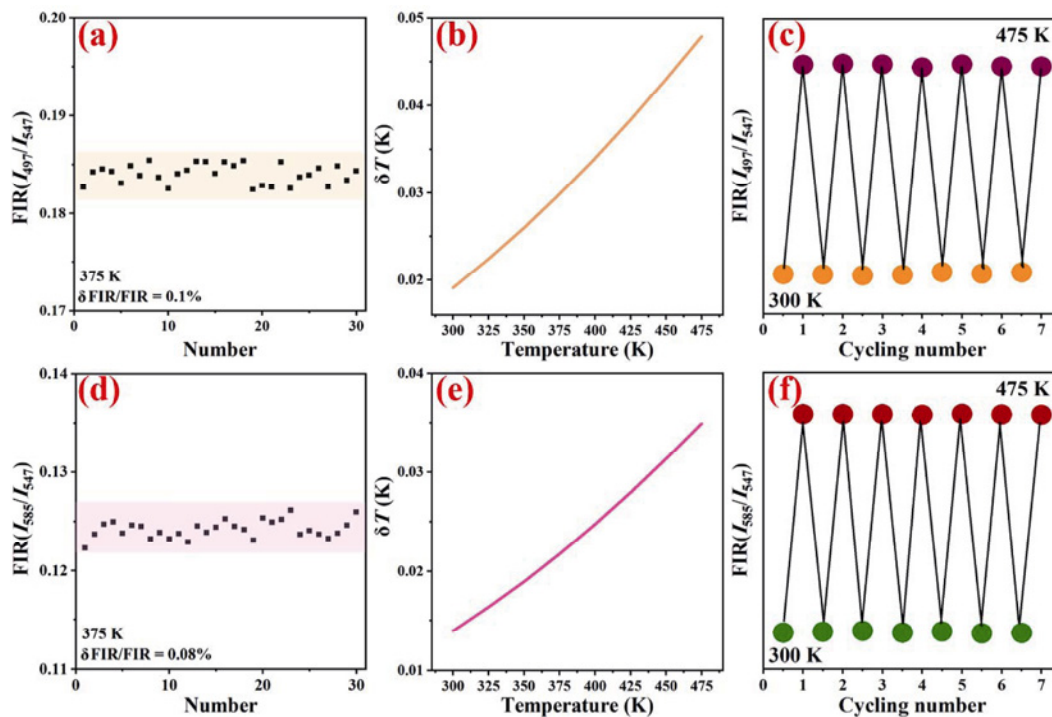 (a)
0.20
0.19
0.18
0.17
FIR(I497/I547)
375 K
δFIR/FIR = 0.1%
0 10 20 30
Number
(b)
0.05
0.04
0.03
0.02
δT (K)
300 325 350 375 400 425 450 475
Temperature (K)
(c)
475 K
FIR(I497/I547)
300 K
0 1 2 3 4 5 6 7
Cycling number
(d)
0.14
0.13
0.12
0.11
FIR(I585/I547)
375 K
δFIR/FIR = 0.08%
0 10 20 30
Number
(e)
0.04
0.03
0.02
0.01
δT (K)
300 325 350 375 400 425 450 475
Temperature (K)
(f)
475 K
FIR(I585/I547)
300 K
0 1 2 3 4 5 6 7
Cycling number